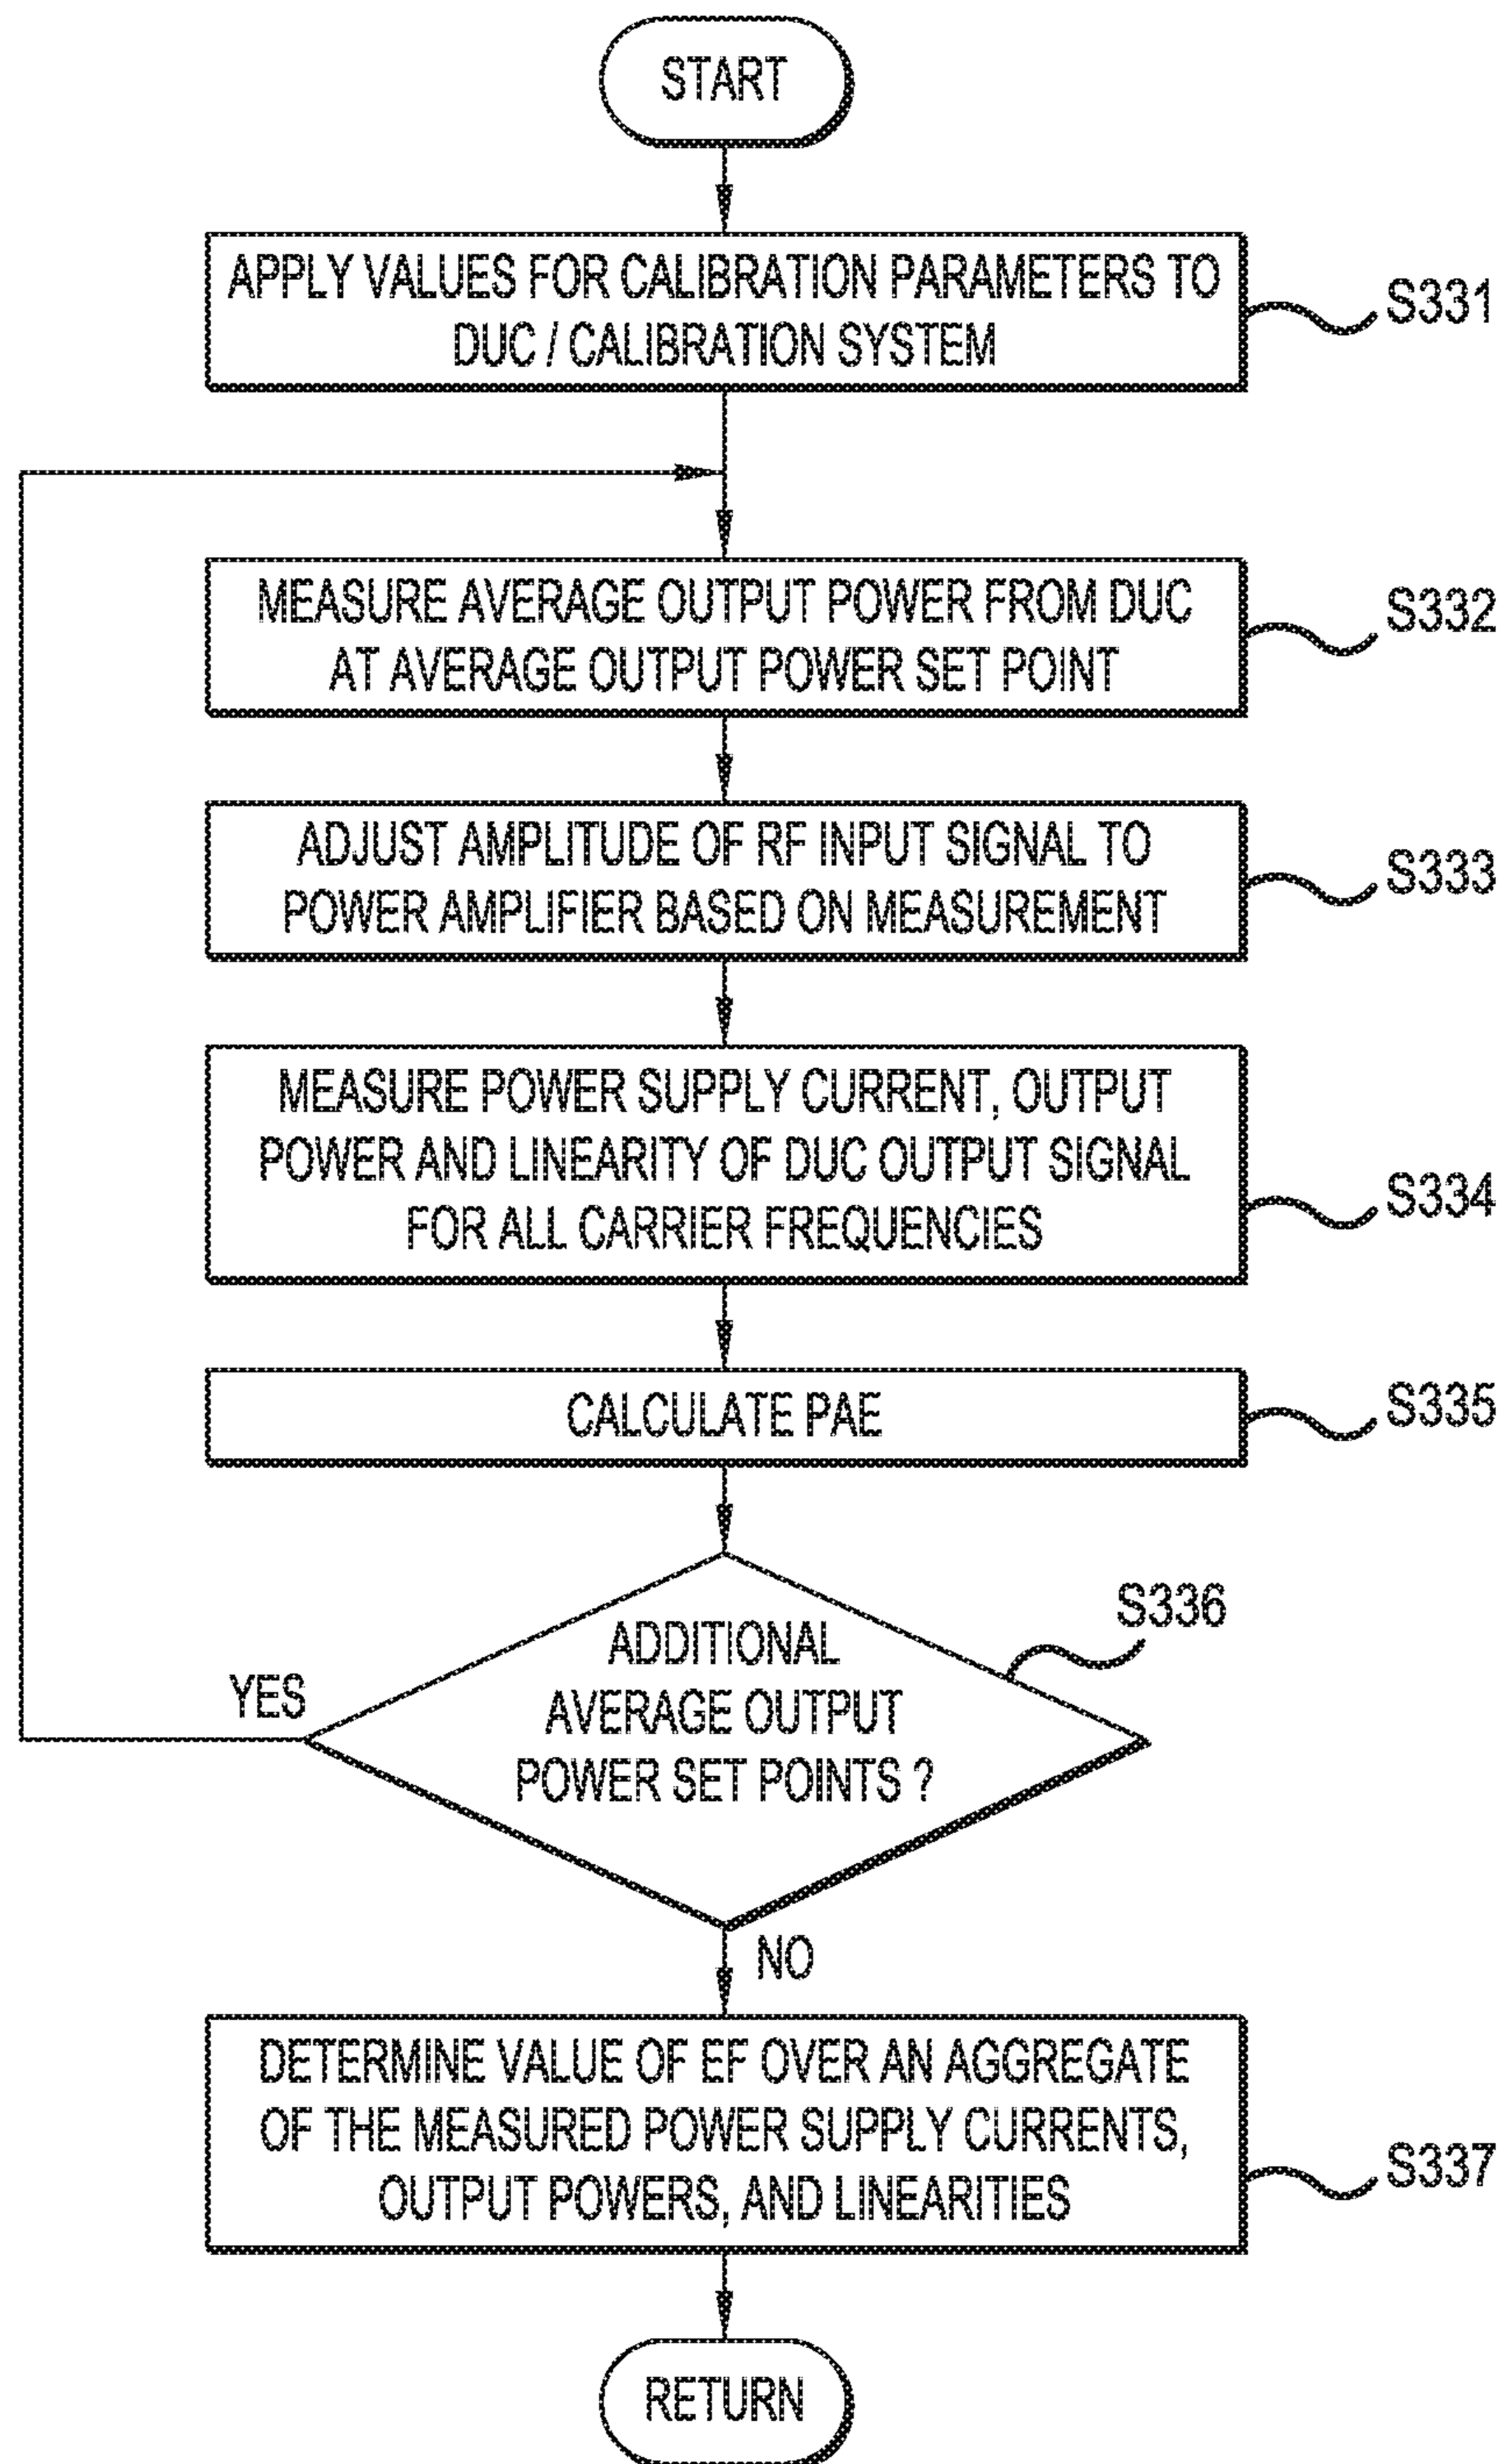 START
APPLY VALUES FOR CALIBRATION PARAMETERS TO
DUC / CALIBRATION SYSTEM
S331
MEASURE AVERAGE OUTPUT POWER FROM DUC
AT AVERAGE OUTPUT POWER SET POINT
S332
ADJUST AMPLITUDE OF RF INPUT SIGNAL TO
POWER AMPLIFIER BASED ON MEASUREMENT
S333
MEASURE POWER SUPPLY CURRENT, OUTPUT
POWER AND LINEARITY OF DUC OUTPUT SIGNAL
FOR ALL CARRIER FREQUENCIES
S334
CALCULATE PAE
S335
ADDITIONAL
AVERAGE OUTPUT
POWER SET POINTS ?
S336
YES
NO
DETERMINE VALUE OF EF OVER AN AGGREGATE
OF THE MEASURED POWER SUPPLY CURRENTS,
OUTPUT POWERS, AND LINEARITIES
S337
RETURN